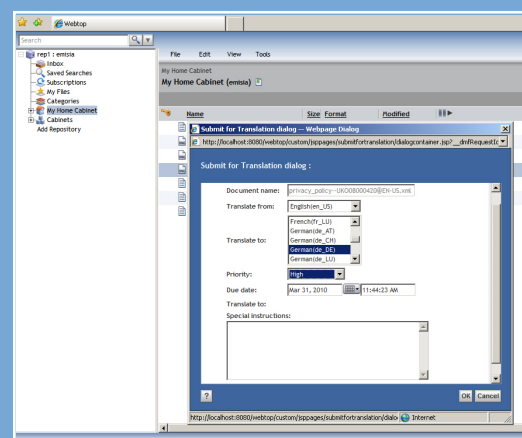 Webtop
Search
rep1 : emisia
Inbox
Saved Searches
Subscriptions
My Files
Categories
My Home Cabinet
Cabinets
Add Repository
File Edit View Tools
My Home Cabinet
My Home Cabinet (emisia)
Name Size Format Modified
Submit for Translation dialog -- Webpage Dialog
http://localhost:8080/webtop/custom/jsppages/submitfortranslation/dialogcontainer.jsp?__dmfRequestId
Submit for Translation dialog :
Document name: privacy_policy--UKO08000420@EN-US.xml
Translate from: English(en_US)
French(fr_LU)
German(de_AT)
Translate to: German(de_CH)
German(de_DE)
German(de_LU)
Priority: High
Due date: Mar 31, 2010 11:44:23 AM
Translate to:
Special instructions:
? OK Cancel
http://localhost:8080/webtop/custom/jsppages/submitfortranslation/dialo Internet